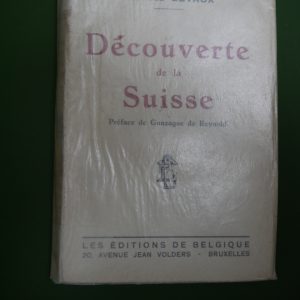 Découverte
de la
Suisse
Préface de Gonzague de Reynold
LES ÉDITIONS DE BELGIQUE
20, AVENUE JEAN VOLDERS - BRUXELLES